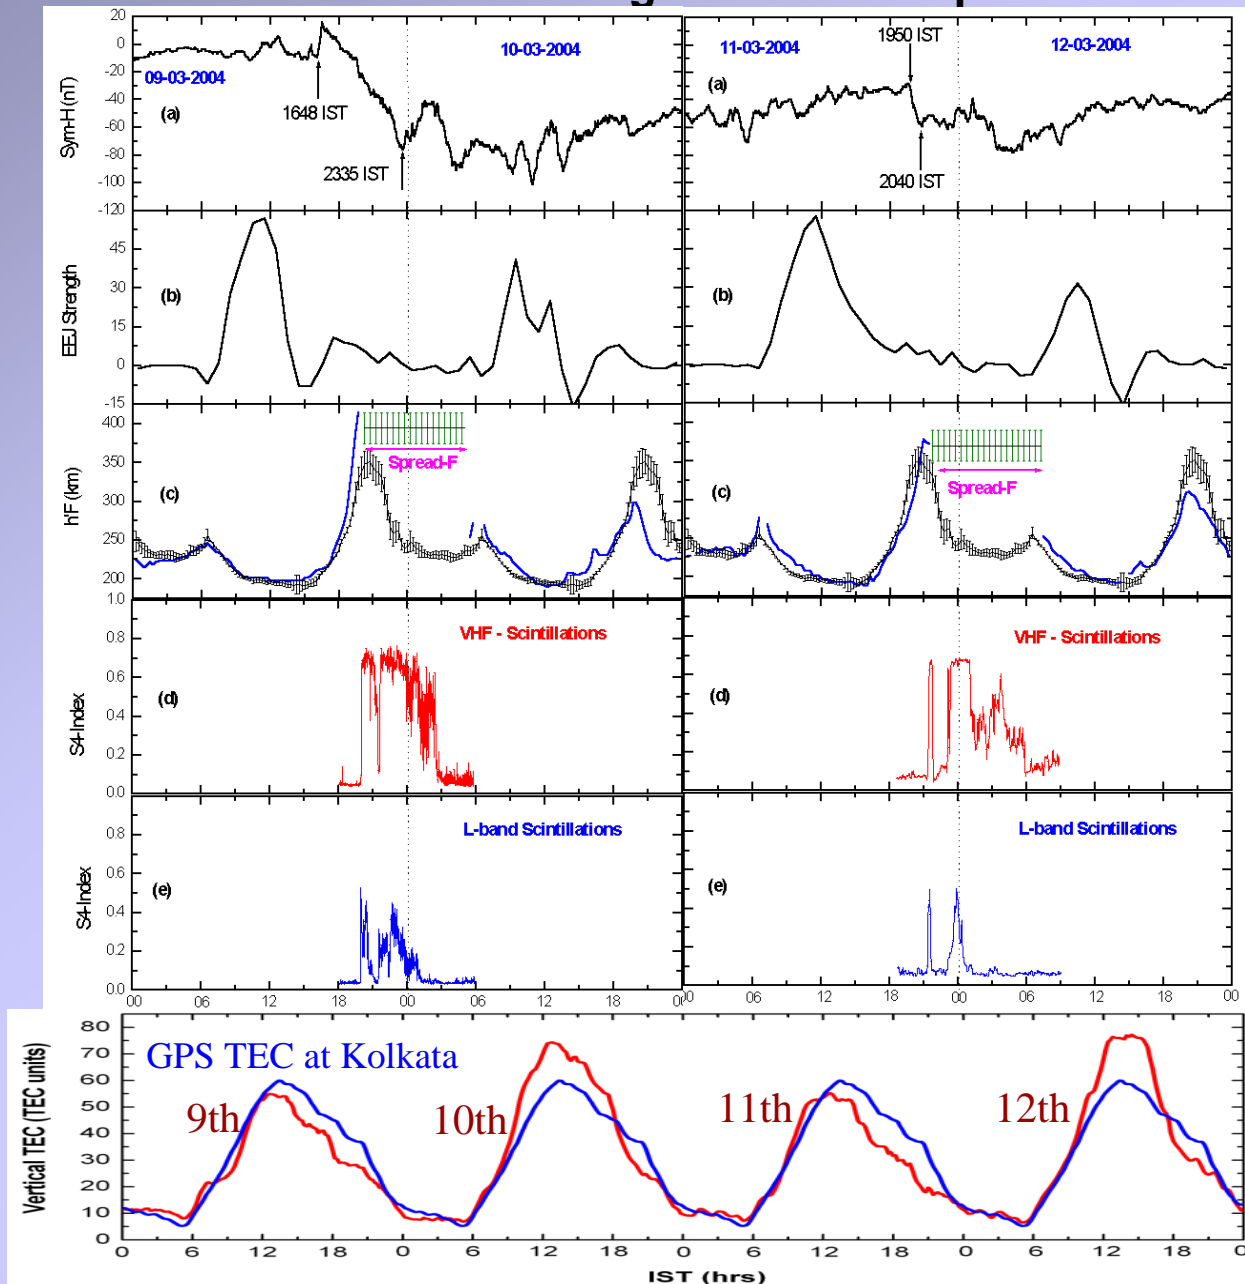 20
0
-20
-40
-60
-80
-100
-120
Sym-H (nT)
09-03-2004
10-03-2004
(a)
1648 IST
2335 IST
11-03-2004
12-03-2004
(a)
1950 IST
2040 IST
45
30
15
0
-15
EEJ Strength
(b)
(b)
400
350
300
250
200
h'F (km)
(c)
Spread-F
(c)
Spread-F
1.0
1.0
0.8
0.6
0.4
0.2
0.0
S4-Index
(d)
VHF - Scintillations
(d)
VHF - Scintillations
0.8
0.6
0.4
0.2
0.0
S4-Index
(e)
L-band Scintillations
(e)
L-band Scintillations
00 06 12 18 00 06 12 18 00 06 12 18 00 06 12 18 00
80
70
60
50
40
30
20
10
0
Vertical TEC (TEC units)
GPS TEC at Kolkata
9th 10th 11th 12th
0 6 12 18 0 6 12 18 0 6 12 18 0 6 12 18 0
IST (hrs)